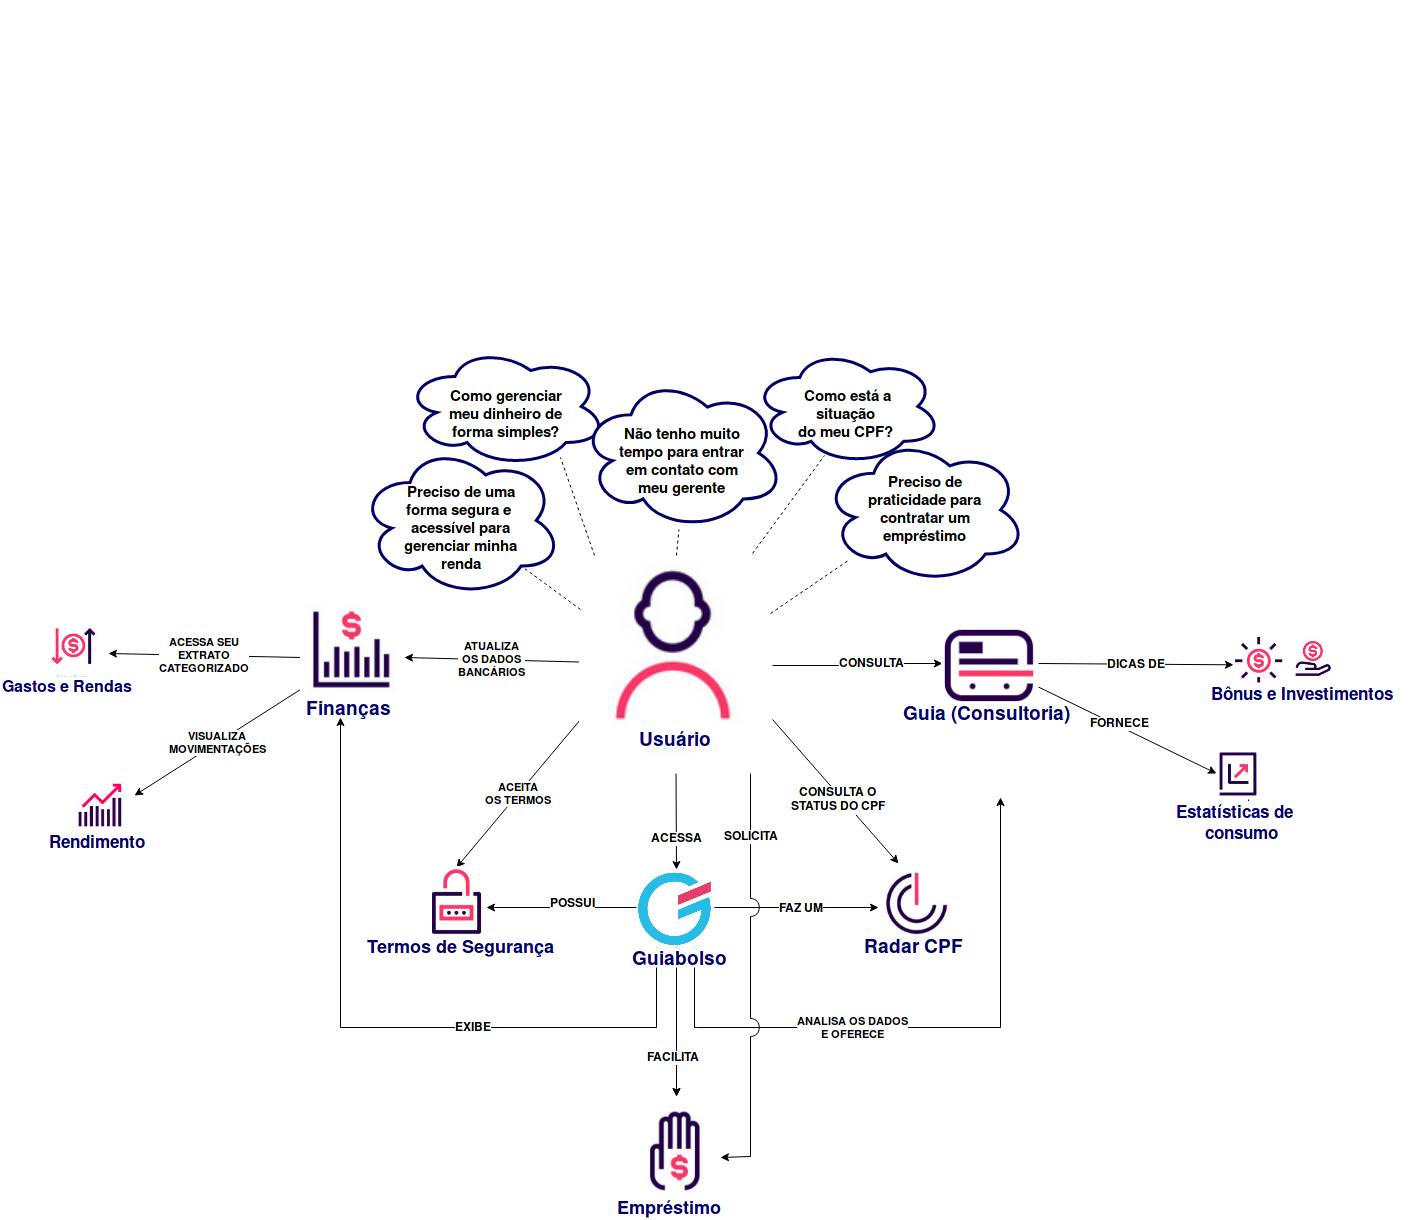 Como gerenciar
meu dinheiro de
forma simples?
Não tenho muito
tempo para entrar
em contato com
meu gerente
Como está a
situação
do meu CPF?
Preciso de uma
forma segura e
acessível para
gerenciar minha
renda
Preciso de
praticidade para
contratar um
empréstimo
ACESSA SEU
EXTRATO
CATEGORIZADO
Gastos e Rendas
ATUALIZA
OS DADOS
BANCÁRIOS
Finanças
VISUALIZA
MOVIMENTAÇÕES
Rendimento
Usuário
CONSULTA
Guia (Consultoria)
DICAS DE
Bônus e Investimentos
FORNECE
Estatísticas de
consumo
ACEITA
OS TERMOS
ACESSA
SOLICITA
CONSULTA O
STATUS DO CPF
POSSUI
FAZ UM
Termos de Segurança
Guiabolso
Radar CPF
EXIBE
ANALISA OS DADOS
E OFERECE
FACILITA
Empréstimo